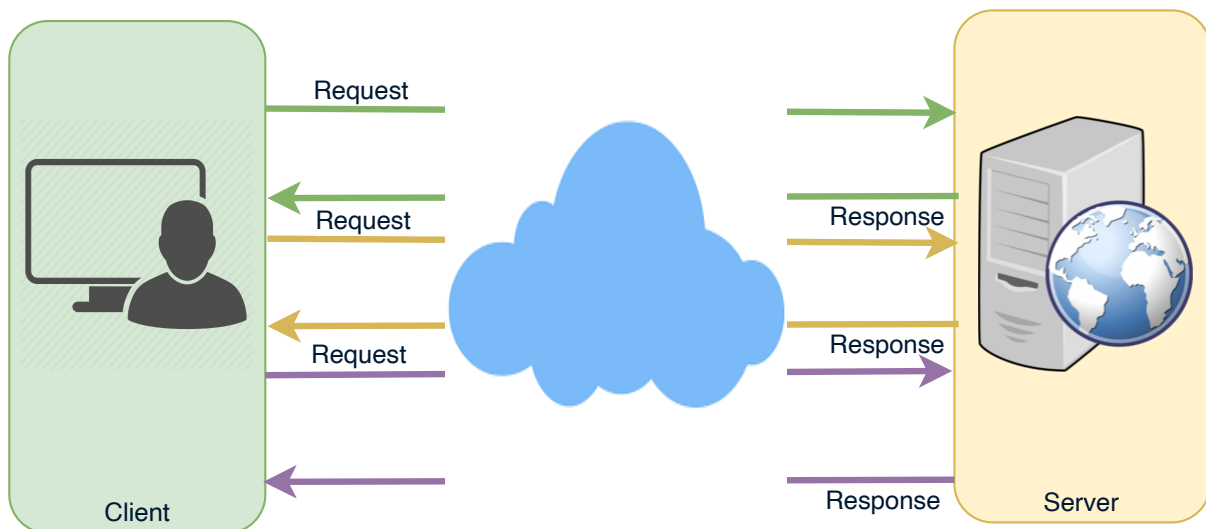 Request
Request
Response
Request
Response
Response
Client
Server